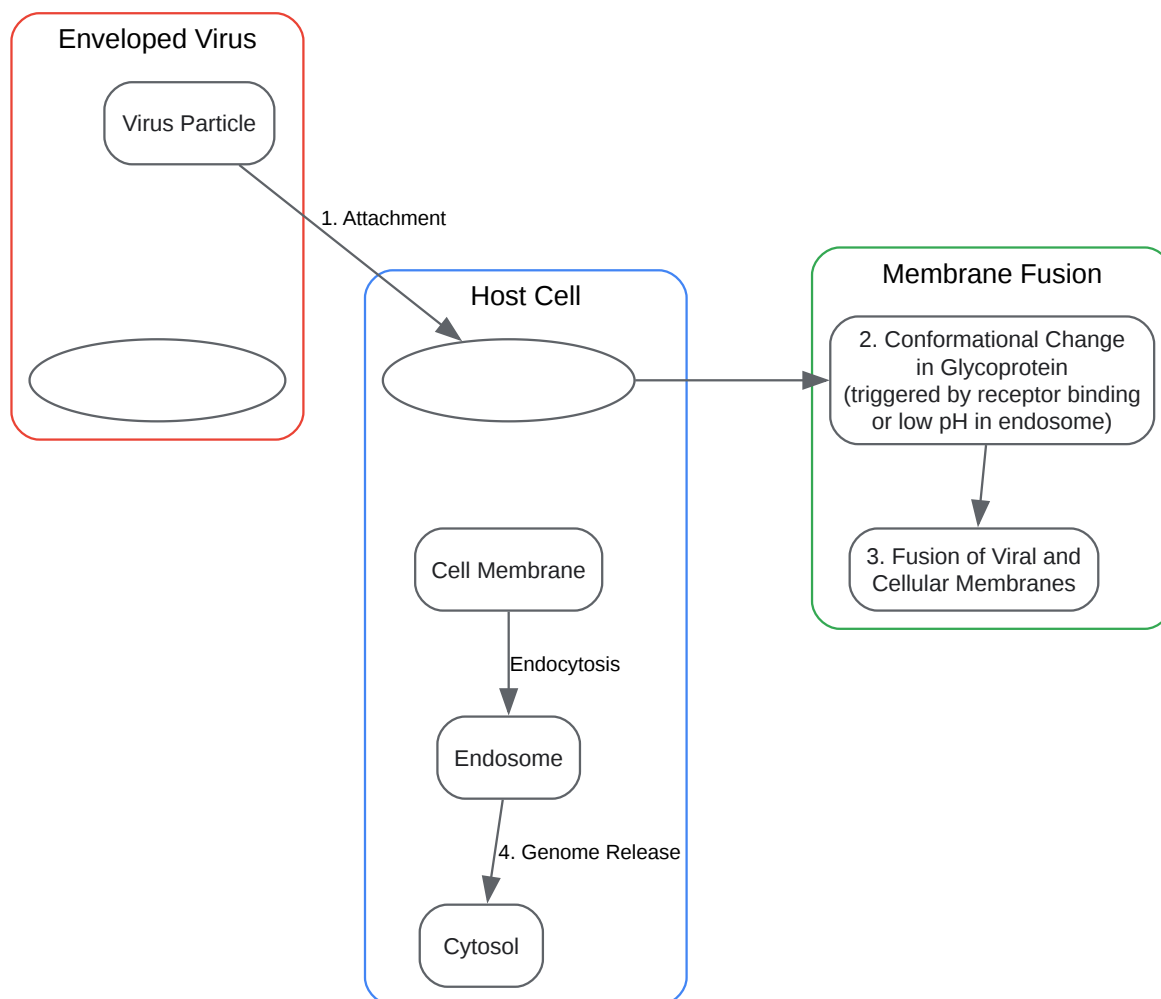 Enveloped Virus
Virus Particle
1. Attachment
Host Cell
Membrane Fusion
2. Conformational Change
in Glycoprotein
(triggered by receptor binding
or low pH in endosome)
3. Fusion of Viral and
Cellular Membranes
Cell Membrane
Endocytosis
Endosome
4. Genome Release
Cytosol